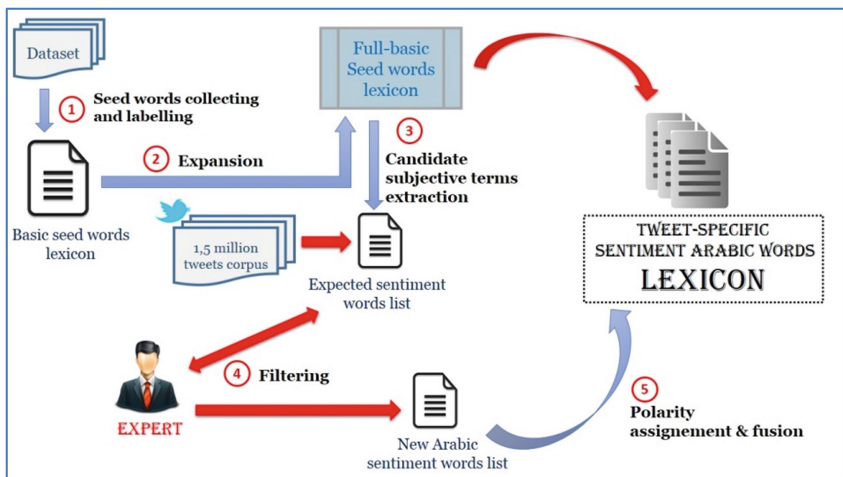 Dataset
1 Seed words collecting
and labelling
Basic seed words
lexicon
2 Expansion
Full-basic
Seed words
lexicon
3
Candidate
subjective terms
extraction
1,5 million
tweets corpus
Expected sentiment
words list
4 Filtering
EXPERT
New Arabic
sentiment words list
5
Polarity
assignement & fusion
TWEET-SPECIFIC
SENTIMENT ARABIC WORDS
LEXICON